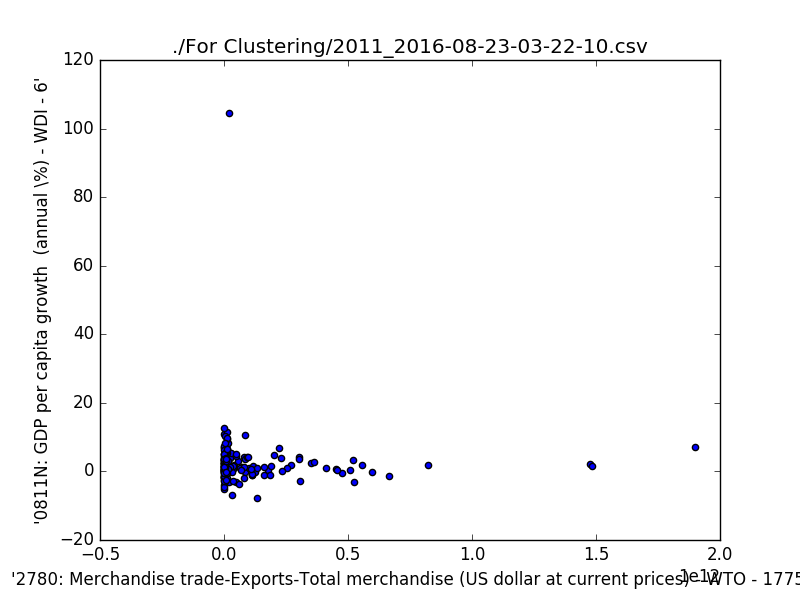 ./For Clustering/2011_2016-08-23-03-22-10.csv
120
100
80
60
40
20
0
−20
'0811N: GDP per capita growth  (annual \%) - WDI - 6'
−0.5 0.0 0.5 1.0 1.5 2.0
1e12
'2780: Merchandise trade-Exports-Total merchandise (US dollar at current prices) - WTO - 1775